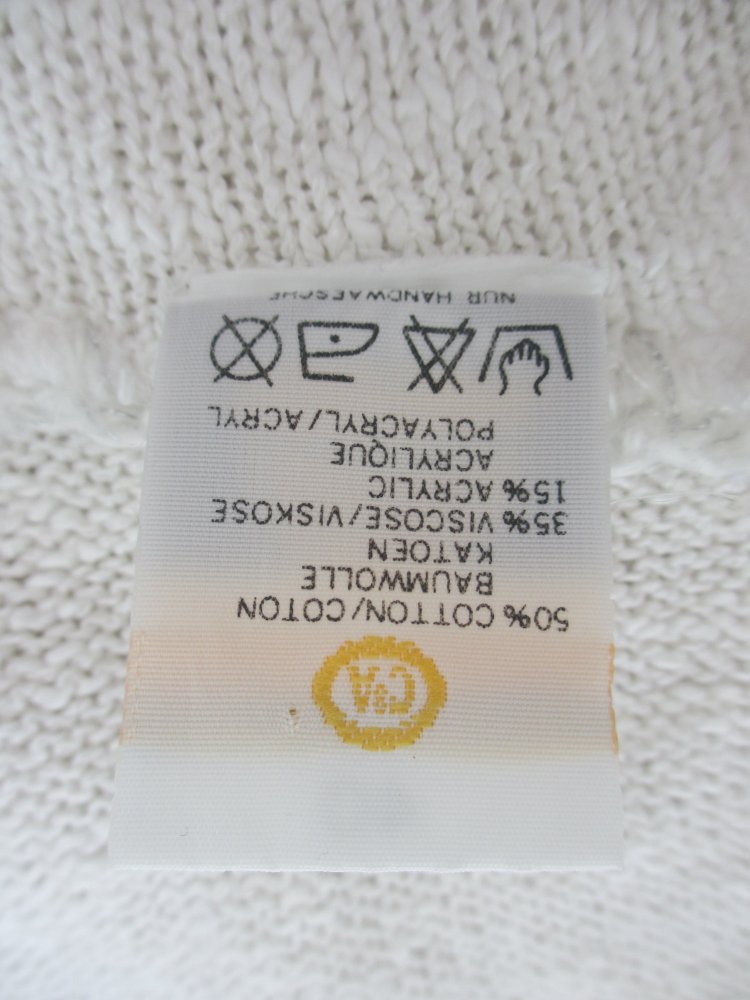 C&A
50% COTTON/COTON
BAUMWOLLE
KATOEN
35% VISCOSE/VISKOSE
15% ACRYLIC
ACRYLIQUE
POLYACRYL/ACRYL
NUR HANDWAESCHE